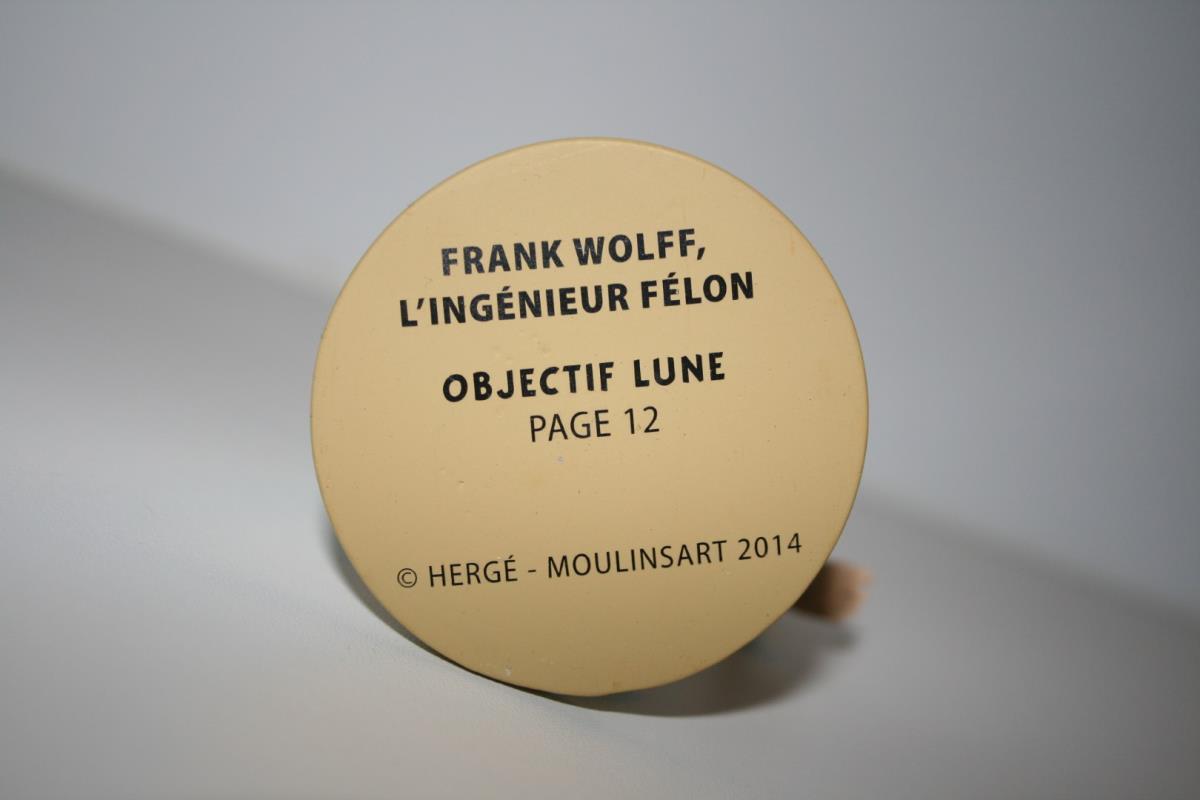 FRANK WOLFF,
L'INGÉNIEUR FÉLON
OBJECTIF LUNE
PAGE 12
© HERGÉ - MOULINSART 2014